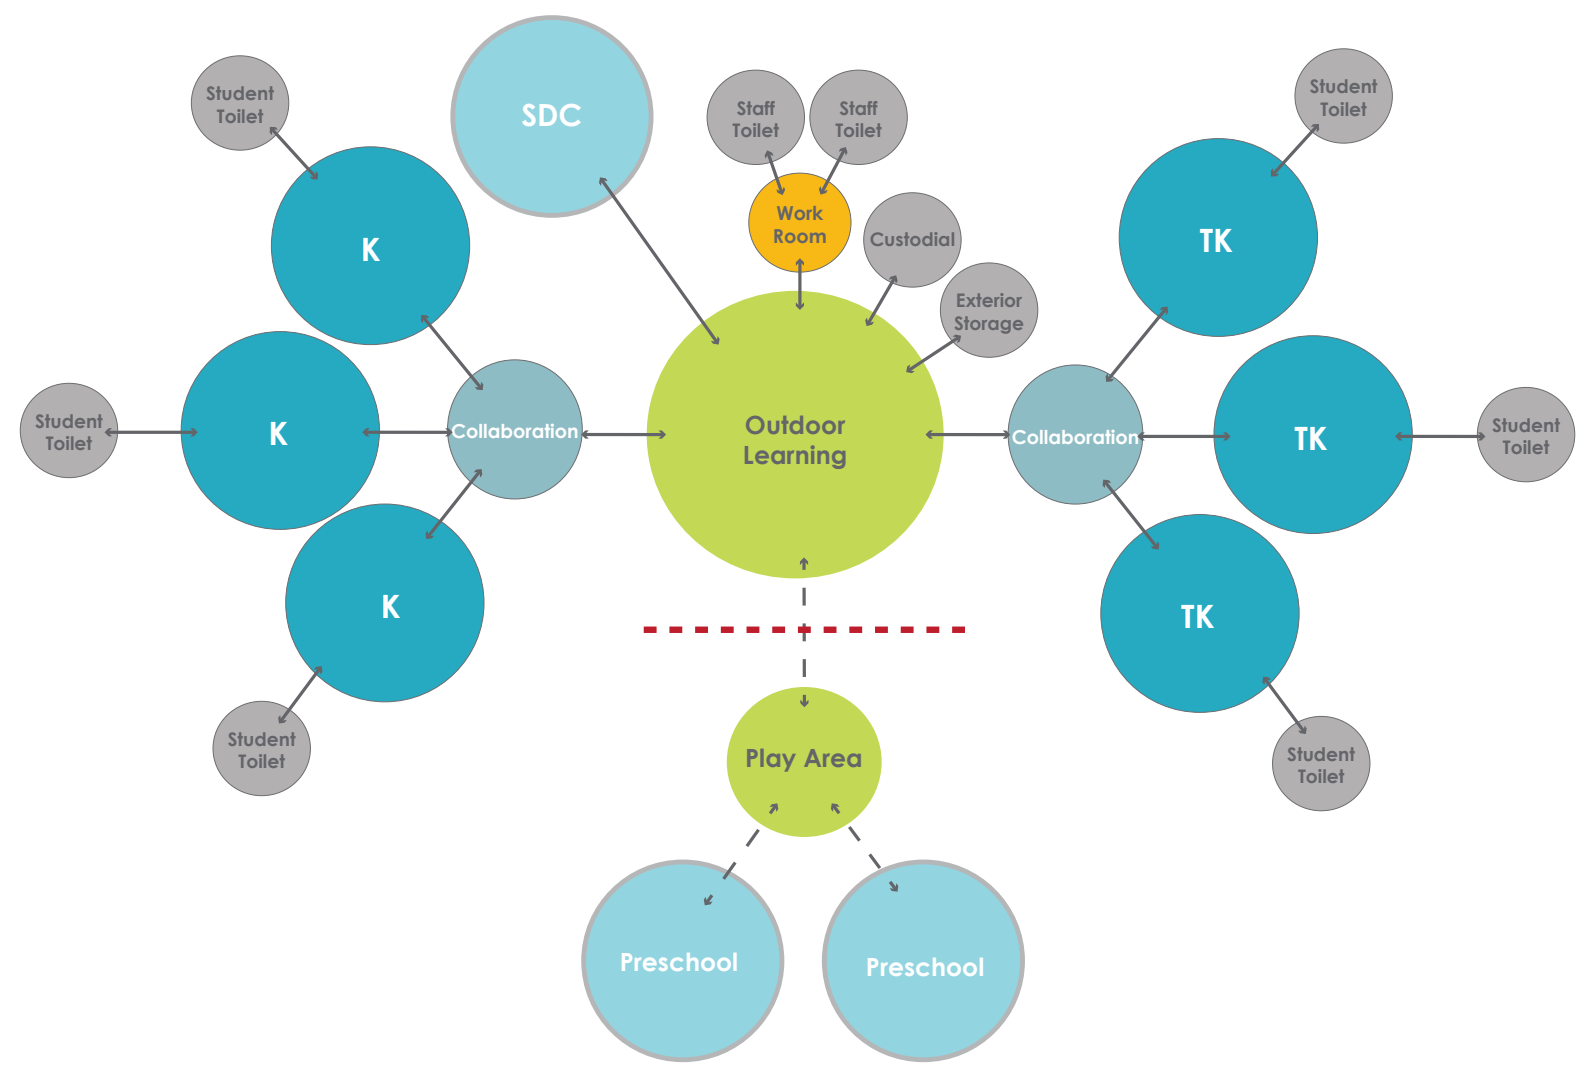 Student
Toilet
SDC
Staff
Toilet
Staff
Toilet
Student
Toilet
K
Work
Room
Custodial
TK
Exterior
Storage
Student
Toilet
K
Collaboration
Outdoor
Learning
Collaboration
TK
Student
Toilet
K
TK
Student
Toilet
Play Area
Student
Toilet
Preschool
Preschool